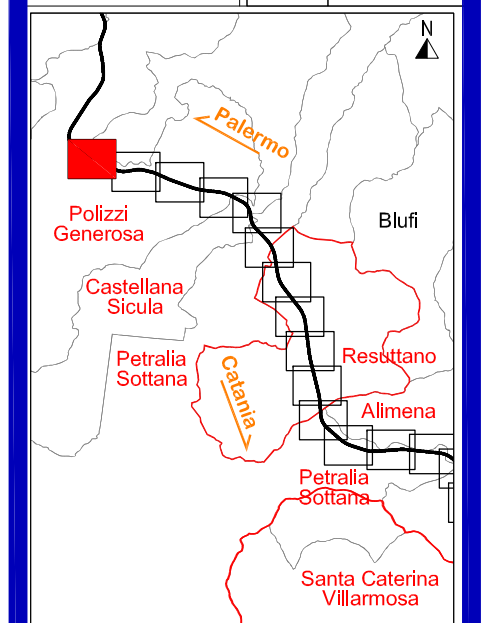 N
Palermo
Polizzi
Generosa
Blufi
Castellana
Sicula
Petralia
Sottana
Catania
Resuttano
Alimena
Petralia
Sottana
Santa Caterina
Villarmosa